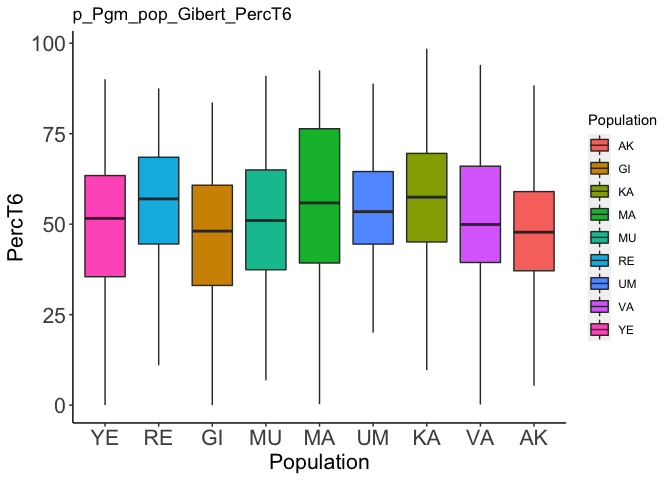 p_Pgm_pop_Gibert_PercT6
100
75
50
25
0
PercT6
YE RE GI MU MA UM KA VA AK
Population
Population
AK
GI
KA
MA
MU
RE
UM
VA
YE